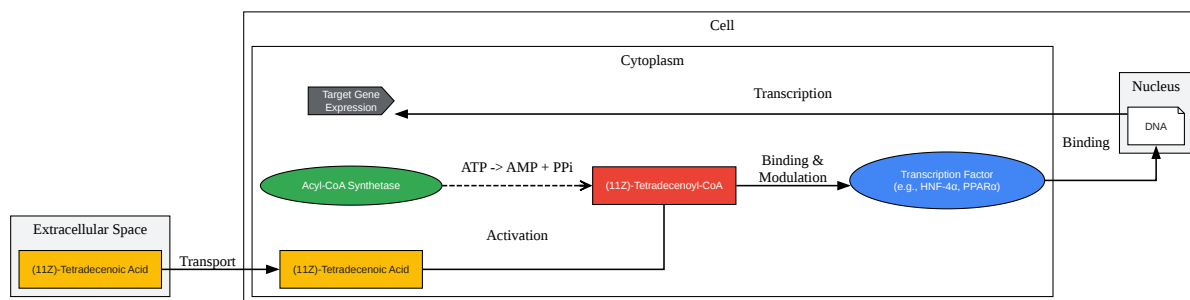 Cell
Cytoplasm
Target Gene
Expression
Transcription
Nucleus
DNA
Binding
Acyl-CoA Synthetase
ATP -> AMP + PPi
(11Z)-Tetradecenoyl-CoA
Binding &
Modulation
Transcription Factor
(e.g., HNF-4α, PPARα)
Extracellular Space
(11Z)-Tetradecenoic Acid
Transport
(11Z)-Tetradecenoic Acid
Activation